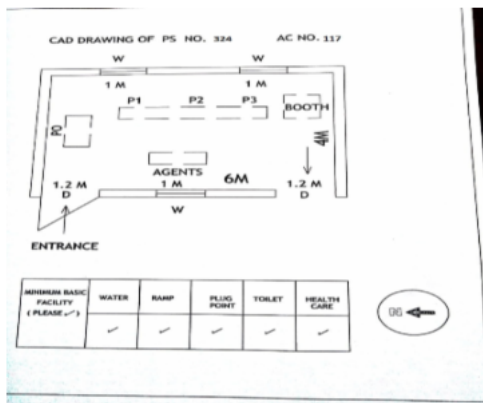 CAD DRAWING OF PS NO. 324 AC NO. 117
W W
1 M 1 M
P1 P2 P3 BOOTH
PO
4M
AGENTS
1.2 M 1 M 6M 1.2 M
D W D
ENTRANCE
MINIMUM BASIC FACILITY ( PLEASE ✓ ) WATER RAMP PLUG POINT TOILET HEALTH CARE
✓ ✓ ✓ ✓ ✓